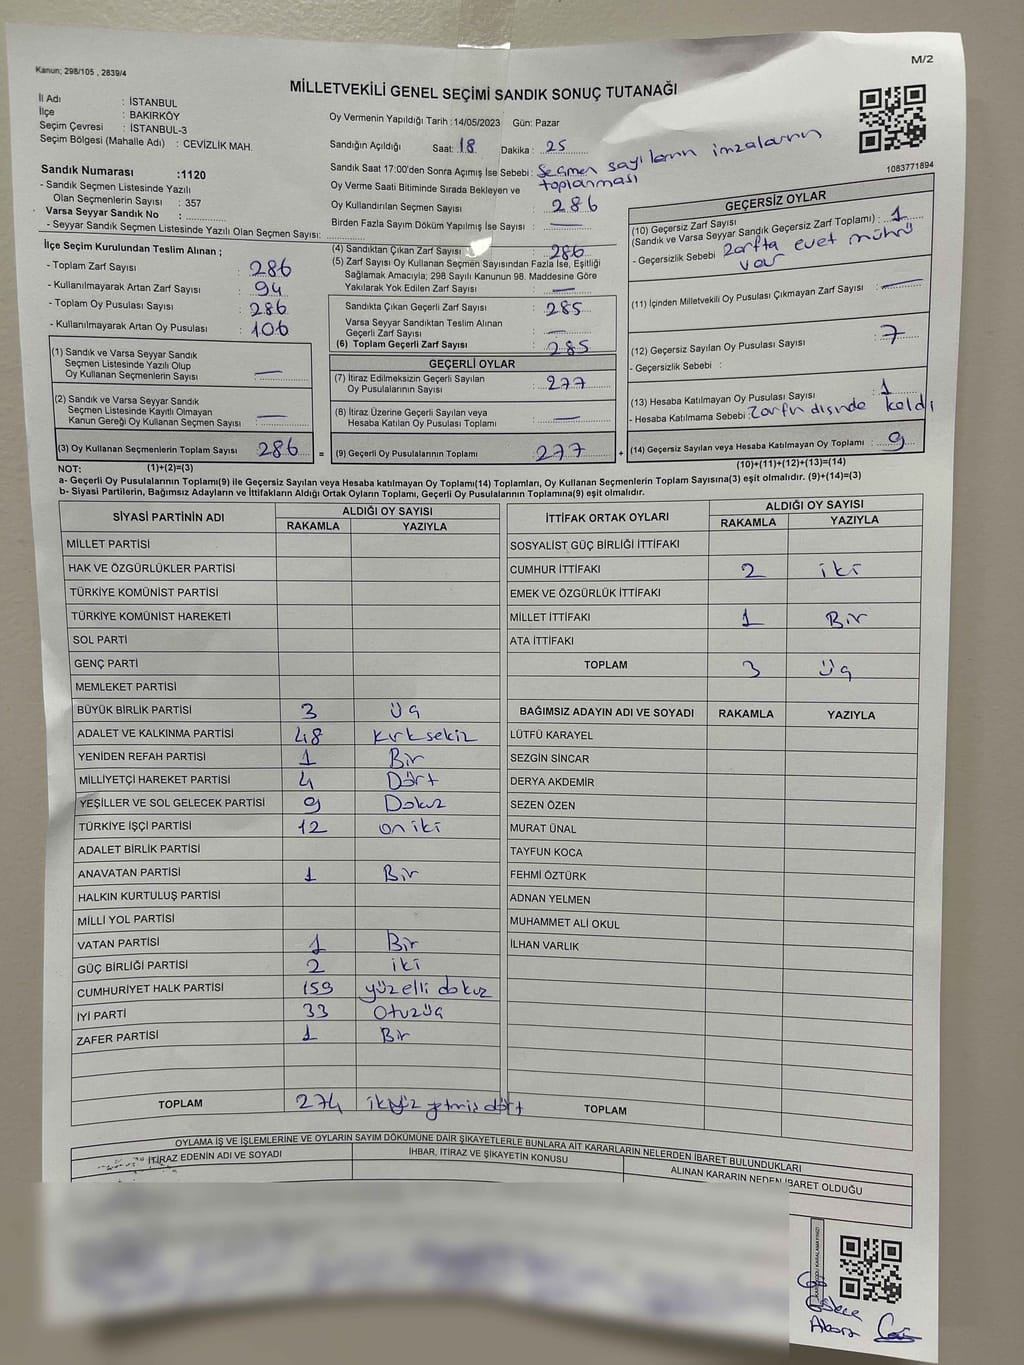 Kanun; 298/105 , 2839/4
M/2
MİLLETVEKİLİ GENEL SEÇİMİ SANDIK SONUÇ TUTANAĞI
İl Adı : İSTANBUL
İlçe : BAKIRKÖY
Seçim Çevresi : İSTANBUL-3
Seçim Bölgesi (Mahalle Adı) : CEVİZLİK MAH.
Oy Vermenin Yapıldığı Tarih :14/05/2023 Gün: Pazar
Sandığın Açıldığı Saat: 18 Dakika : 25
Sandık Saat 17:00'den Sonra Açımış İse Sebebi : Seçmen sayılarının imzalarının
Oy Verme Saati Bitiminde Sırada Bekleyen ve toplanması
Oy Kullandırılan Seçmen Sayısı : 286
Birden Fazla Sayım Döküm Yapılmış İse Sayısı : —
1083771894
Sandık Numarası :1120
- Sandık Seçmen Listesinde Yazılı
Olan Seçmenlerin Sayısı : 357
Varsa Seyyar Sandık No :
- Seyyar Sandık Seçmen Listesinde Yazılı Olan Seçmen Sayısı:
İlçe Seçim Kurulundan Teslim Alınan ;
- Toplam Zarf Sayısı : 286
- Kullanılmayarak Artan Zarf Sayısı : 94
- Toplam Oy Pusulası Sayısı : 286
- Kullanılmayarak Artan Oy Pusulası : 106
(1) Sandık ve Varsa Seyyar Sandık
Seçmen Listesinde Yazılı Olup
Oy Kullanan Seçmenlerin Sayısı : —
(2) Sandık ve Varsa Seyyar Sandık
Seçmen Listesinde Kayıtlı Olmayan
Kanun Gereği Oy Kullanan Seçmen Sayısı : —
(3) Oy Kullanan Seçmenlerin Toplam Sayısı : 286
(4) Sandıktan Çıkan Zarf Sayısı : 286
(5) Zarf Sayısı Oy Kullanan Seçmen Sayısından Fazla İse, Eşitliği
Sağlamak Amacıyla; 298 Sayılı Kanunun 98. Maddesine Göre
Yakılarak Yok Edilen Zarf Sayısı : —
Sandıkta Çıkan Geçerli Zarf Sayısı : 285
Varsa Seyyar Sandıktan Teslim Alınan
Geçerli Zarf Sayısı : —
(6) Toplam Geçerli Zarf Sayısı : 285
GEÇERLİ OYLAR
(7) İtiraz Edilmeksizin Geçerli Sayılan
Oy Pusulalarının Sayısı : 277
(8) İtiraz Üzerine Geçerli Sayılan veya
Hesaba Katılan Oy Pusulası Toplamı : —
= (9) Geçerli Oy Pusulalarının Toplamı : 277 +
GEÇERSİZ OYLAR
(10) Geçersiz Zarf Sayısı
(Sandık ve Varsa Seyyar Sandık Geçersiz Zarf Toplamı) : 1
- Geçersizlik Sebebi : Zarfta evet mührü
var
(11) İçinden Milletvekili Oy Pusulası Çıkmayan Zarf Sayısı : —
(12) Geçersiz Sayılan Oy Pusulası Sayısı : 7
- Geçersizlik Sebebi :
(13) Hesaba Katılmayan Oy Pusulası Sayısı : 1
- Hesaba Katılmama Sebebi : Zarfın dışında kaldı
(14) Geçersiz Sayılan veya Hesaba Katılmayan Oy Toplamı : 9
NOT: (1)+(2)=(3) (10)+(11)+(12)+(13)=(14)
a- Geçerli Oy Pusulalarının Toplamı(9) ile Geçersiz Sayılan veya Hesaba katılmayan Oy Toplamı(14) Toplamları, Oy Kullanan Seçmenlerin Toplam Sayısına(3) eşit olmalıdır. (9)+(14)=(3)
b- Siyasi Partilerin, Bağımsız Adayların ve İttifakların Aldığı Ortak Oyların Toplamı, Geçerli Oy Pusulalarının Toplamına(9) eşit olmalıdır.
SİYASİ PARTİNİN ADI ALDIĞI OY SAYISI
RAKAMLA YAZIYLA
MİLLET PARTİSİ
HAK VE ÖZGÜRLÜKLER PARTİSİ
TÜRKİYE KOMÜNİST PARTİSİ
TÜRKİYE KOMÜNİST HAREKETİ
SOL PARTİ
GENÇ PARTİ
MEMLEKET PARTİSİ
BÜYÜK BİRLİK PARTİSİ 3 üç
ADALET VE KALKINMA PARTİSİ 48 kırksekiz
YENİDEN REFAH PARTİSİ 1 Bir
MİLLİYETÇİ HAREKET PARTİSİ 4 Dört
YEŞİLLER VE SOL GELECEK PARTİSİ 9 Dokuz
TÜRKİYE İŞÇİ PARTİSİ 12 on iki
ADALET BİRLİK PARTİSİ
ANAVATAN PARTİSİ 1 Bir
HALKIN KURTULUŞ PARTİSİ
MİLLİ YOL PARTİSİ
VATAN PARTİSİ 1 Bir
GÜÇ BİRLİĞİ PARTİSİ 2 iki
CUMHURİYET HALK PARTİSİ 159 yüzelli dokuz
İYİ PARTİ 33 Otuzüç
ZAFER PARTİSİ 1 Bir
TOPLAM 274 ikiyüz yetmiş dört
İTTİFAK ORTAK OYLARI ALDIĞI OY SAYISI
RAKAMLA YAZIYLA
SOSYALİST GÜÇ BİRLİĞİ İTTİFAKI
CUMHUR İTTİFAKI 2 iki
EMEK VE ÖZGÜRLÜK İTTİFAKI
MİLLET İTTİFAKI 1 Bir
ATA İTTİFAKI
TOPLAM 3 üç
BAĞIMSIZ ADAYIN ADI VE SOYADI RAKAMLA YAZIYLA
LÜTFÜ KARAYEL
SEZGİN SİNCAR
DERYA AKDEMİR
SEZEN ÖZEN
MURAT ÜNAL
TAYFUN KOCA
FEHMİ ÖZTÜRK
ADNAN YELMEN
MUHAMMET ALİ OKUL
İLHAN VARLIK
TOPLAM
OYLAMA İŞ VE İŞLEMLERİNE VE OYLARIN SAYIM DÖKÜMÜNE DAİR ŞİKAYETLERLE BUNLARA AİT KARARLARIN NELERDEN İBARET BULUNDUKLARI
İTİRAZ EDENİN ADI VE SOYADI
İHBAR, İTİRAZ VE ŞİKAYETİN KONUSU
ALINAN KARARIN NEDEN İBARET OLDUĞU